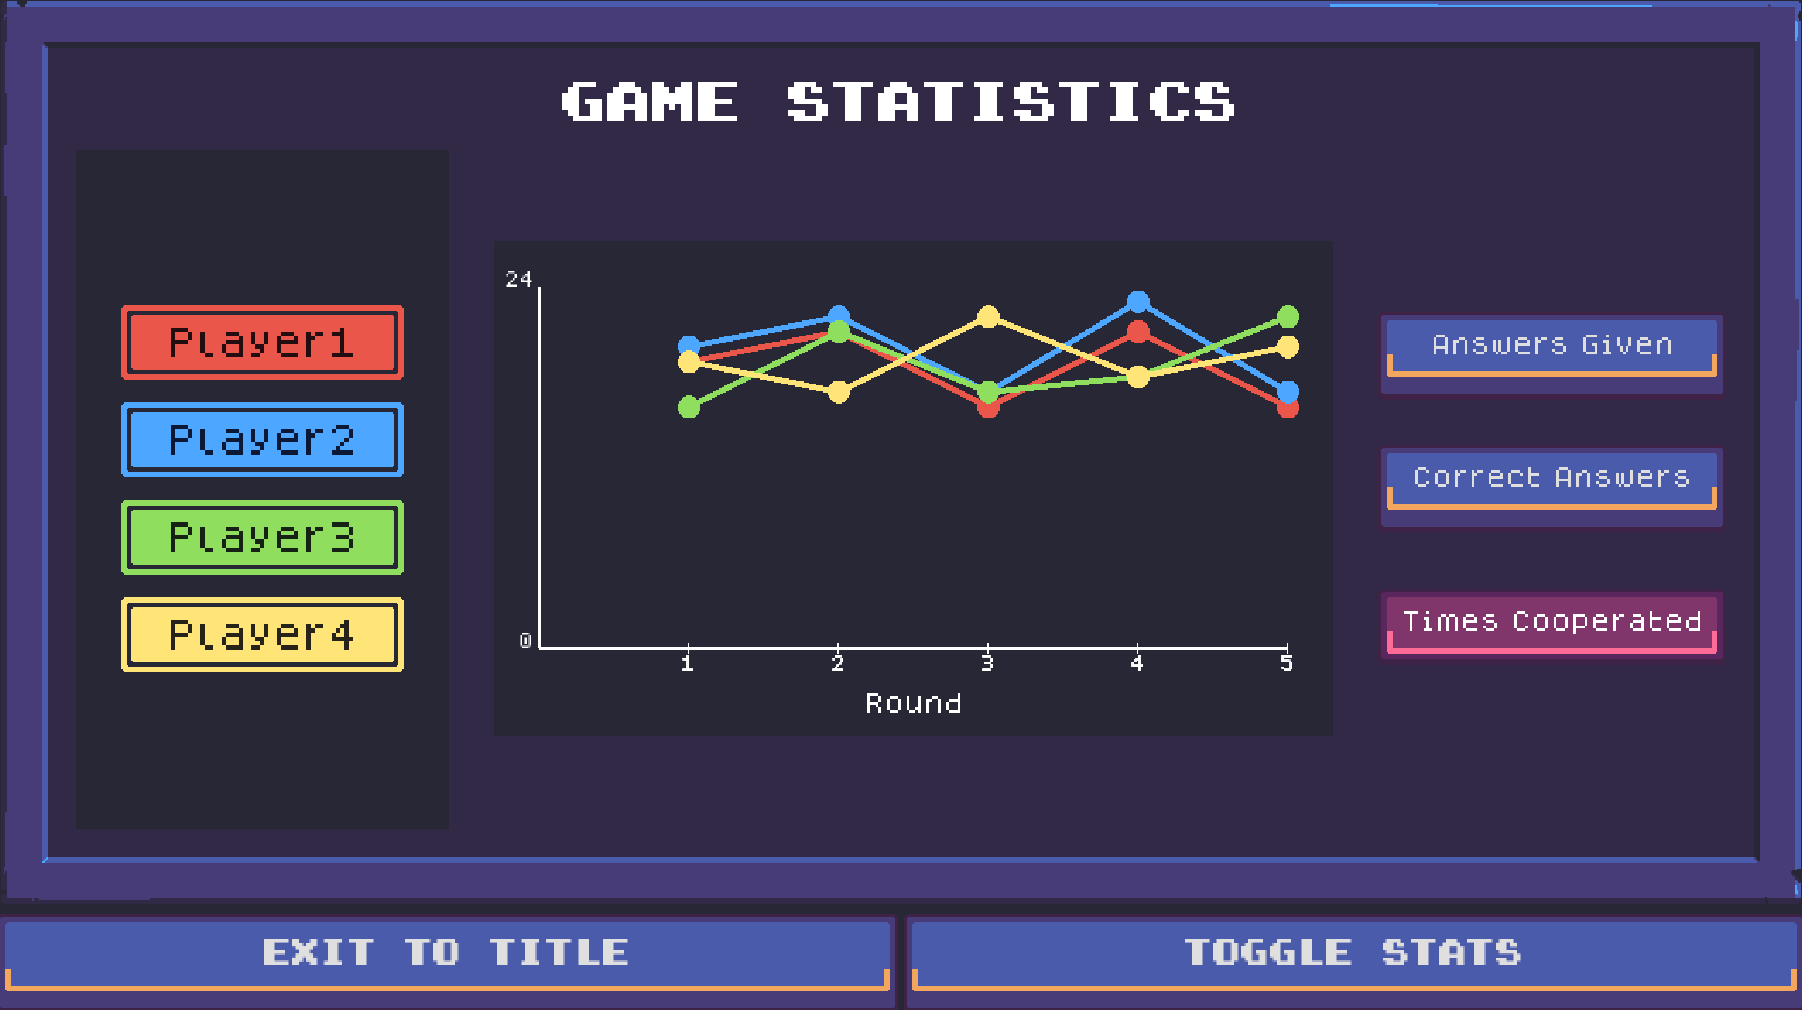 GAME STATISTICS
Player1
Player2
Player3
Player4
24
0
1 2 3 4 5
Round
Answers Given
Correct Answers
Times Cooperated
EXIT TO TITLE
TOGGLE STATS